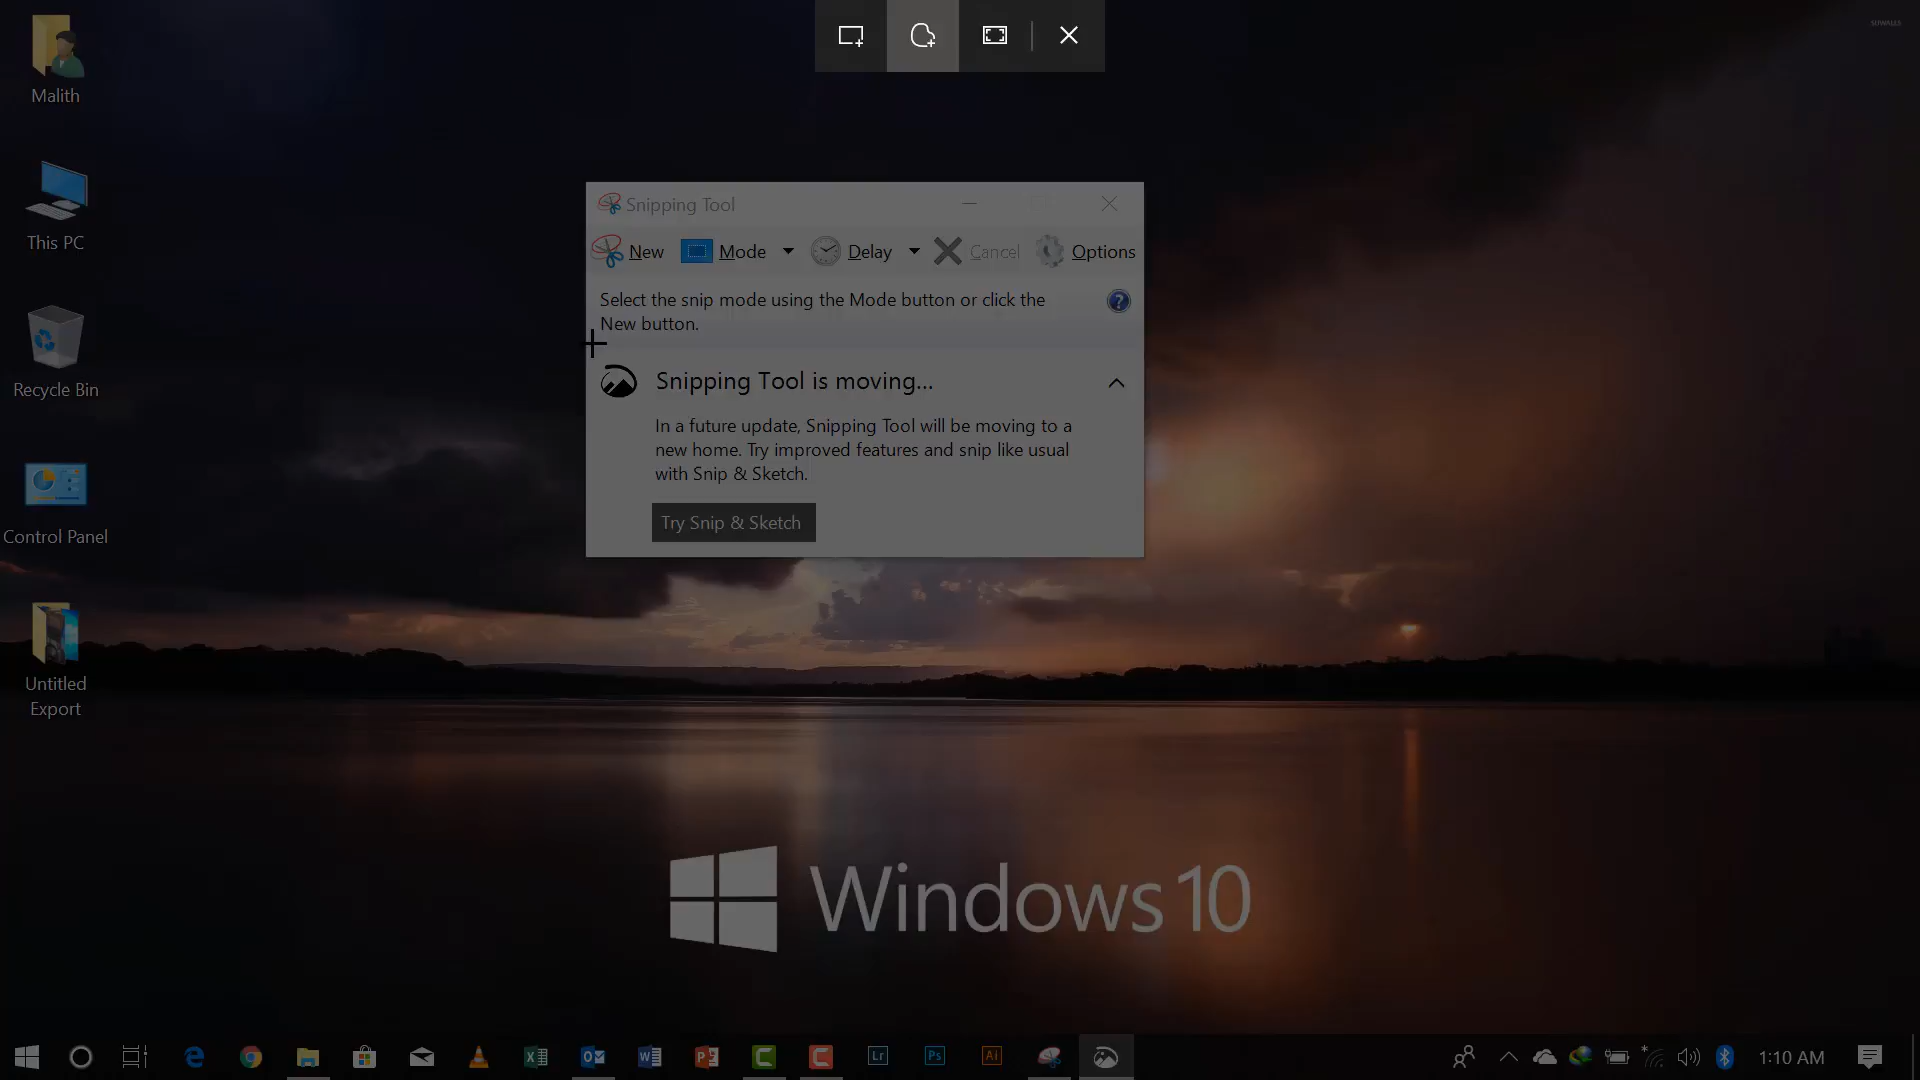 Malith
This PC
Recycle Bin
Control Panel
Untitled
Export
Snipping Tool
New
Mode
Delay
Cancel
Options
Select the snip mode using the Mode button or click the
New button.
Snipping Tool is moving...
In a future update, Snipping Tool will be moving to a
new home. Try improved features and snip like usual
with Snip & Sketch.
Try Snip & Sketch
Windows 10
Lr
Ps
Ai
1:10 AM